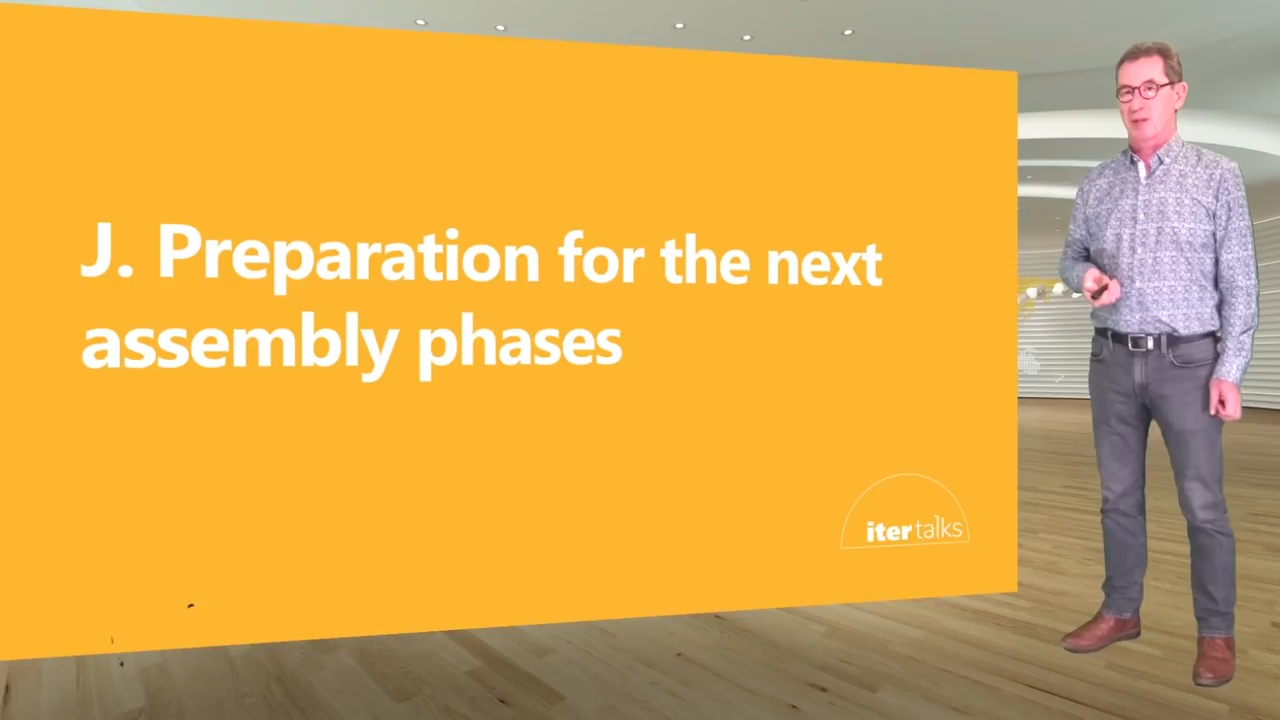 J. Preparation for the next
assembly phases
iter talks